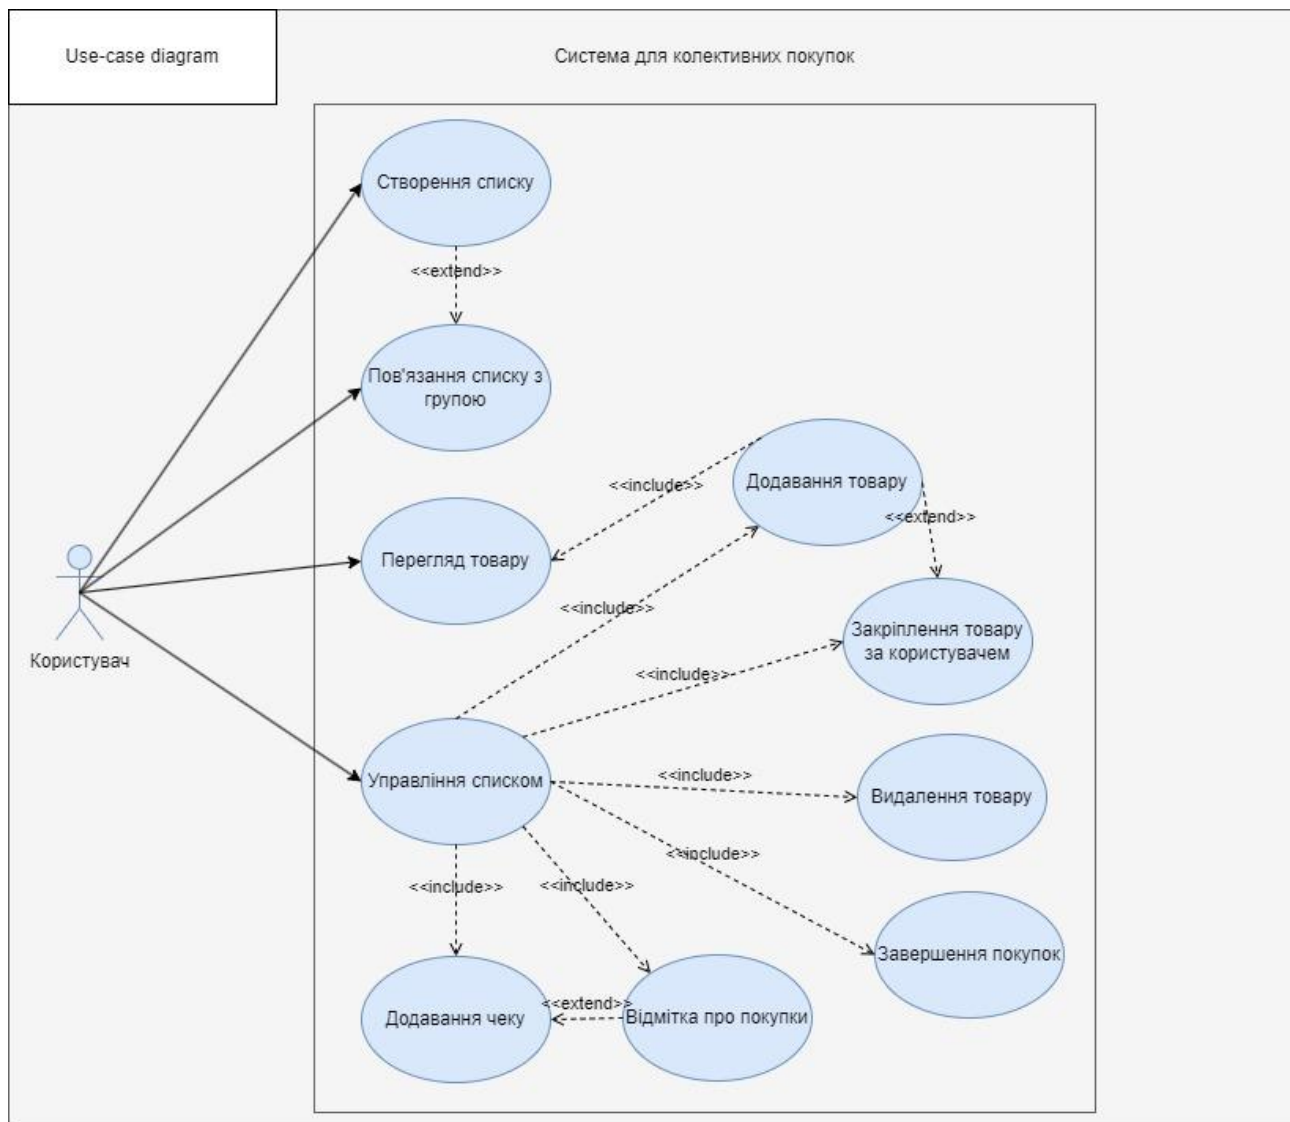 Use-case diagram
Система для колективних покупок
Створення списку
<<extend>>
Пов'язання списку з
групою
Додавання товару
<<include>>
<<extend>>
Перегляд товару
<<include>>
Закріплення товару
за користувачем
Користувач
<<include>>
Управління списком
<<include>>
Видалення товару
<<include>>
<<include>>
<<include>>
Завершення покупок
<<extend>>
Додавання чеку
Відмітка про покупки